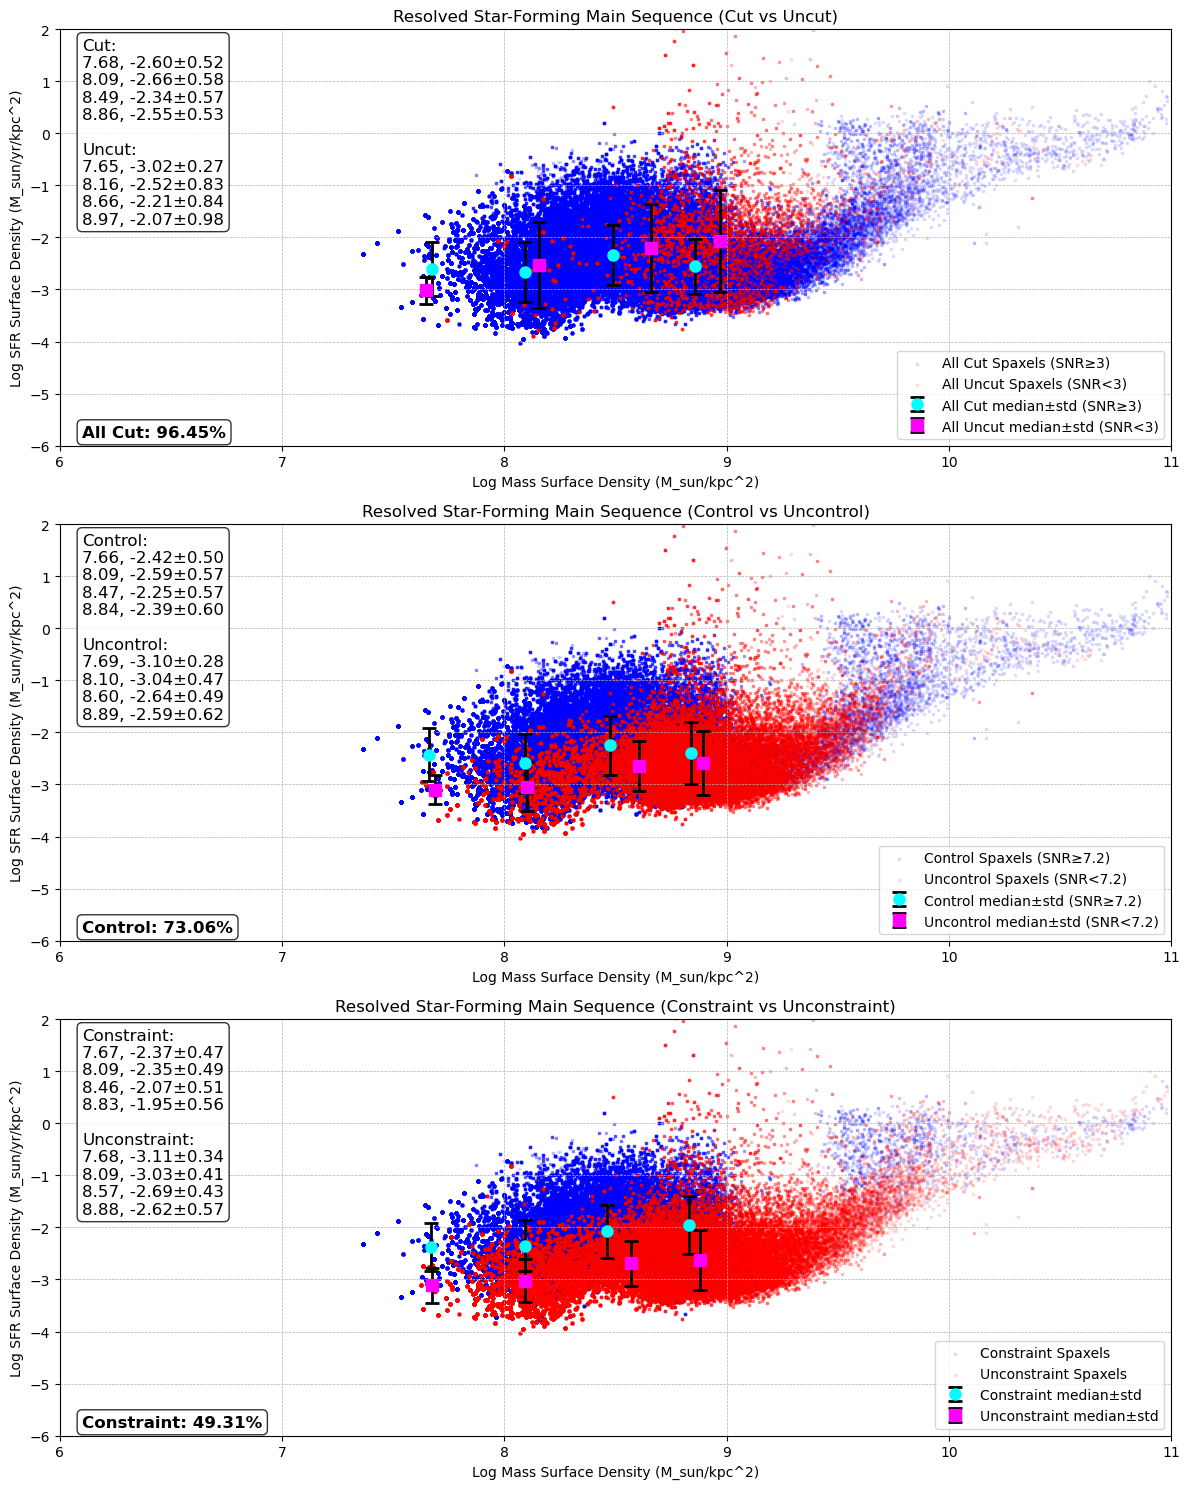 Resolved Star-Forming Main Sequence (Cut vs Uncut)
Log SFR Surface Density (M_sun/yr/kpc^2)
2
1
0
−1
−2
−3
−4
−5
−6
Cut:
7.68, -2.60±0.52
8.09, -2.66±0.58
8.49, -2.34±0.57
8.86, -2.55±0.53
Uncut:
7.65, -3.02±0.27
8.16, -2.52±0.83
8.66, -2.21±0.84
8.97, -2.07±0.98
All Cut: 96.45%
All Cut Spaxels (SNR≥3)
All Uncut Spaxels (SNR<3)
All Cut median±std (SNR≥3)
All Uncut median±std (SNR<3)
6 7 8 9 10 11
Log Mass Surface Density (M_sun/kpc^2)
Resolved Star-Forming Main Sequence (Control vs Uncontrol)
Log SFR Surface Density (M_sun/yr/kpc^2)
2
1
0
−1
−2
−3
−4
−5
−6
Control:
7.66, -2.42±0.50
8.09, -2.59±0.57
8.47, -2.25±0.57
8.84, -2.39±0.60
Uncontrol:
7.69, -3.10±0.28
8.10, -3.04±0.47
8.60, -2.64±0.49
8.89, -2.59±0.62
Control: 73.06%
Control Spaxels (SNR≥7.2)
Uncontrol Spaxels (SNR<7.2)
Control median±std (SNR≥7.2)
Uncontrol median±std (SNR<7.2)
6 7 8 9 10 11
Log Mass Surface Density (M_sun/kpc^2)
Resolved Star-Forming Main Sequence (Constraint vs Unconstraint)
Log SFR Surface Density (M_sun/yr/kpc^2)
2
1
0
−1
−2
−3
−4
−5
−6
Constraint:
7.67, -2.37±0.47
8.09, -2.35±0.49
8.46, -2.07±0.51
8.83, -1.95±0.56
Unconstraint:
7.68, -3.11±0.34
8.09, -3.03±0.41
8.57, -2.69±0.43
8.88, -2.62±0.57
Constraint: 49.31%
Constraint Spaxels
Unconstraint Spaxels
Constraint median±std
Unconstraint median±std
6 7 8 9 10 11
Log Mass Surface Density (M_sun/kpc^2)